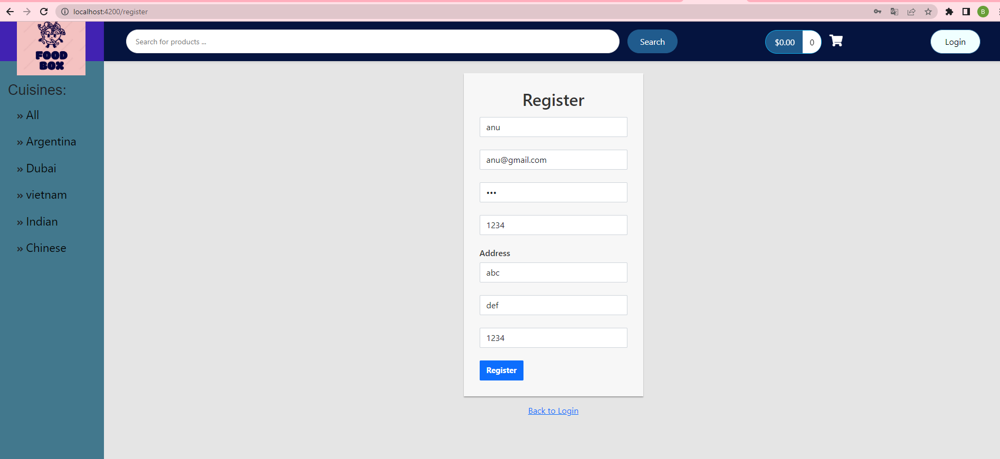 localhost:4200/register
B
FOOD
BOX
Search for products ...
Search
$0.00
0
Login
Cuisines:
» All
» Argentina
» Dubai
» vietnam
» Indian
» Chinese
Register
anu
anu@gmail.com
•••
1234
Address
abc
def
1234
Register
Back to Login